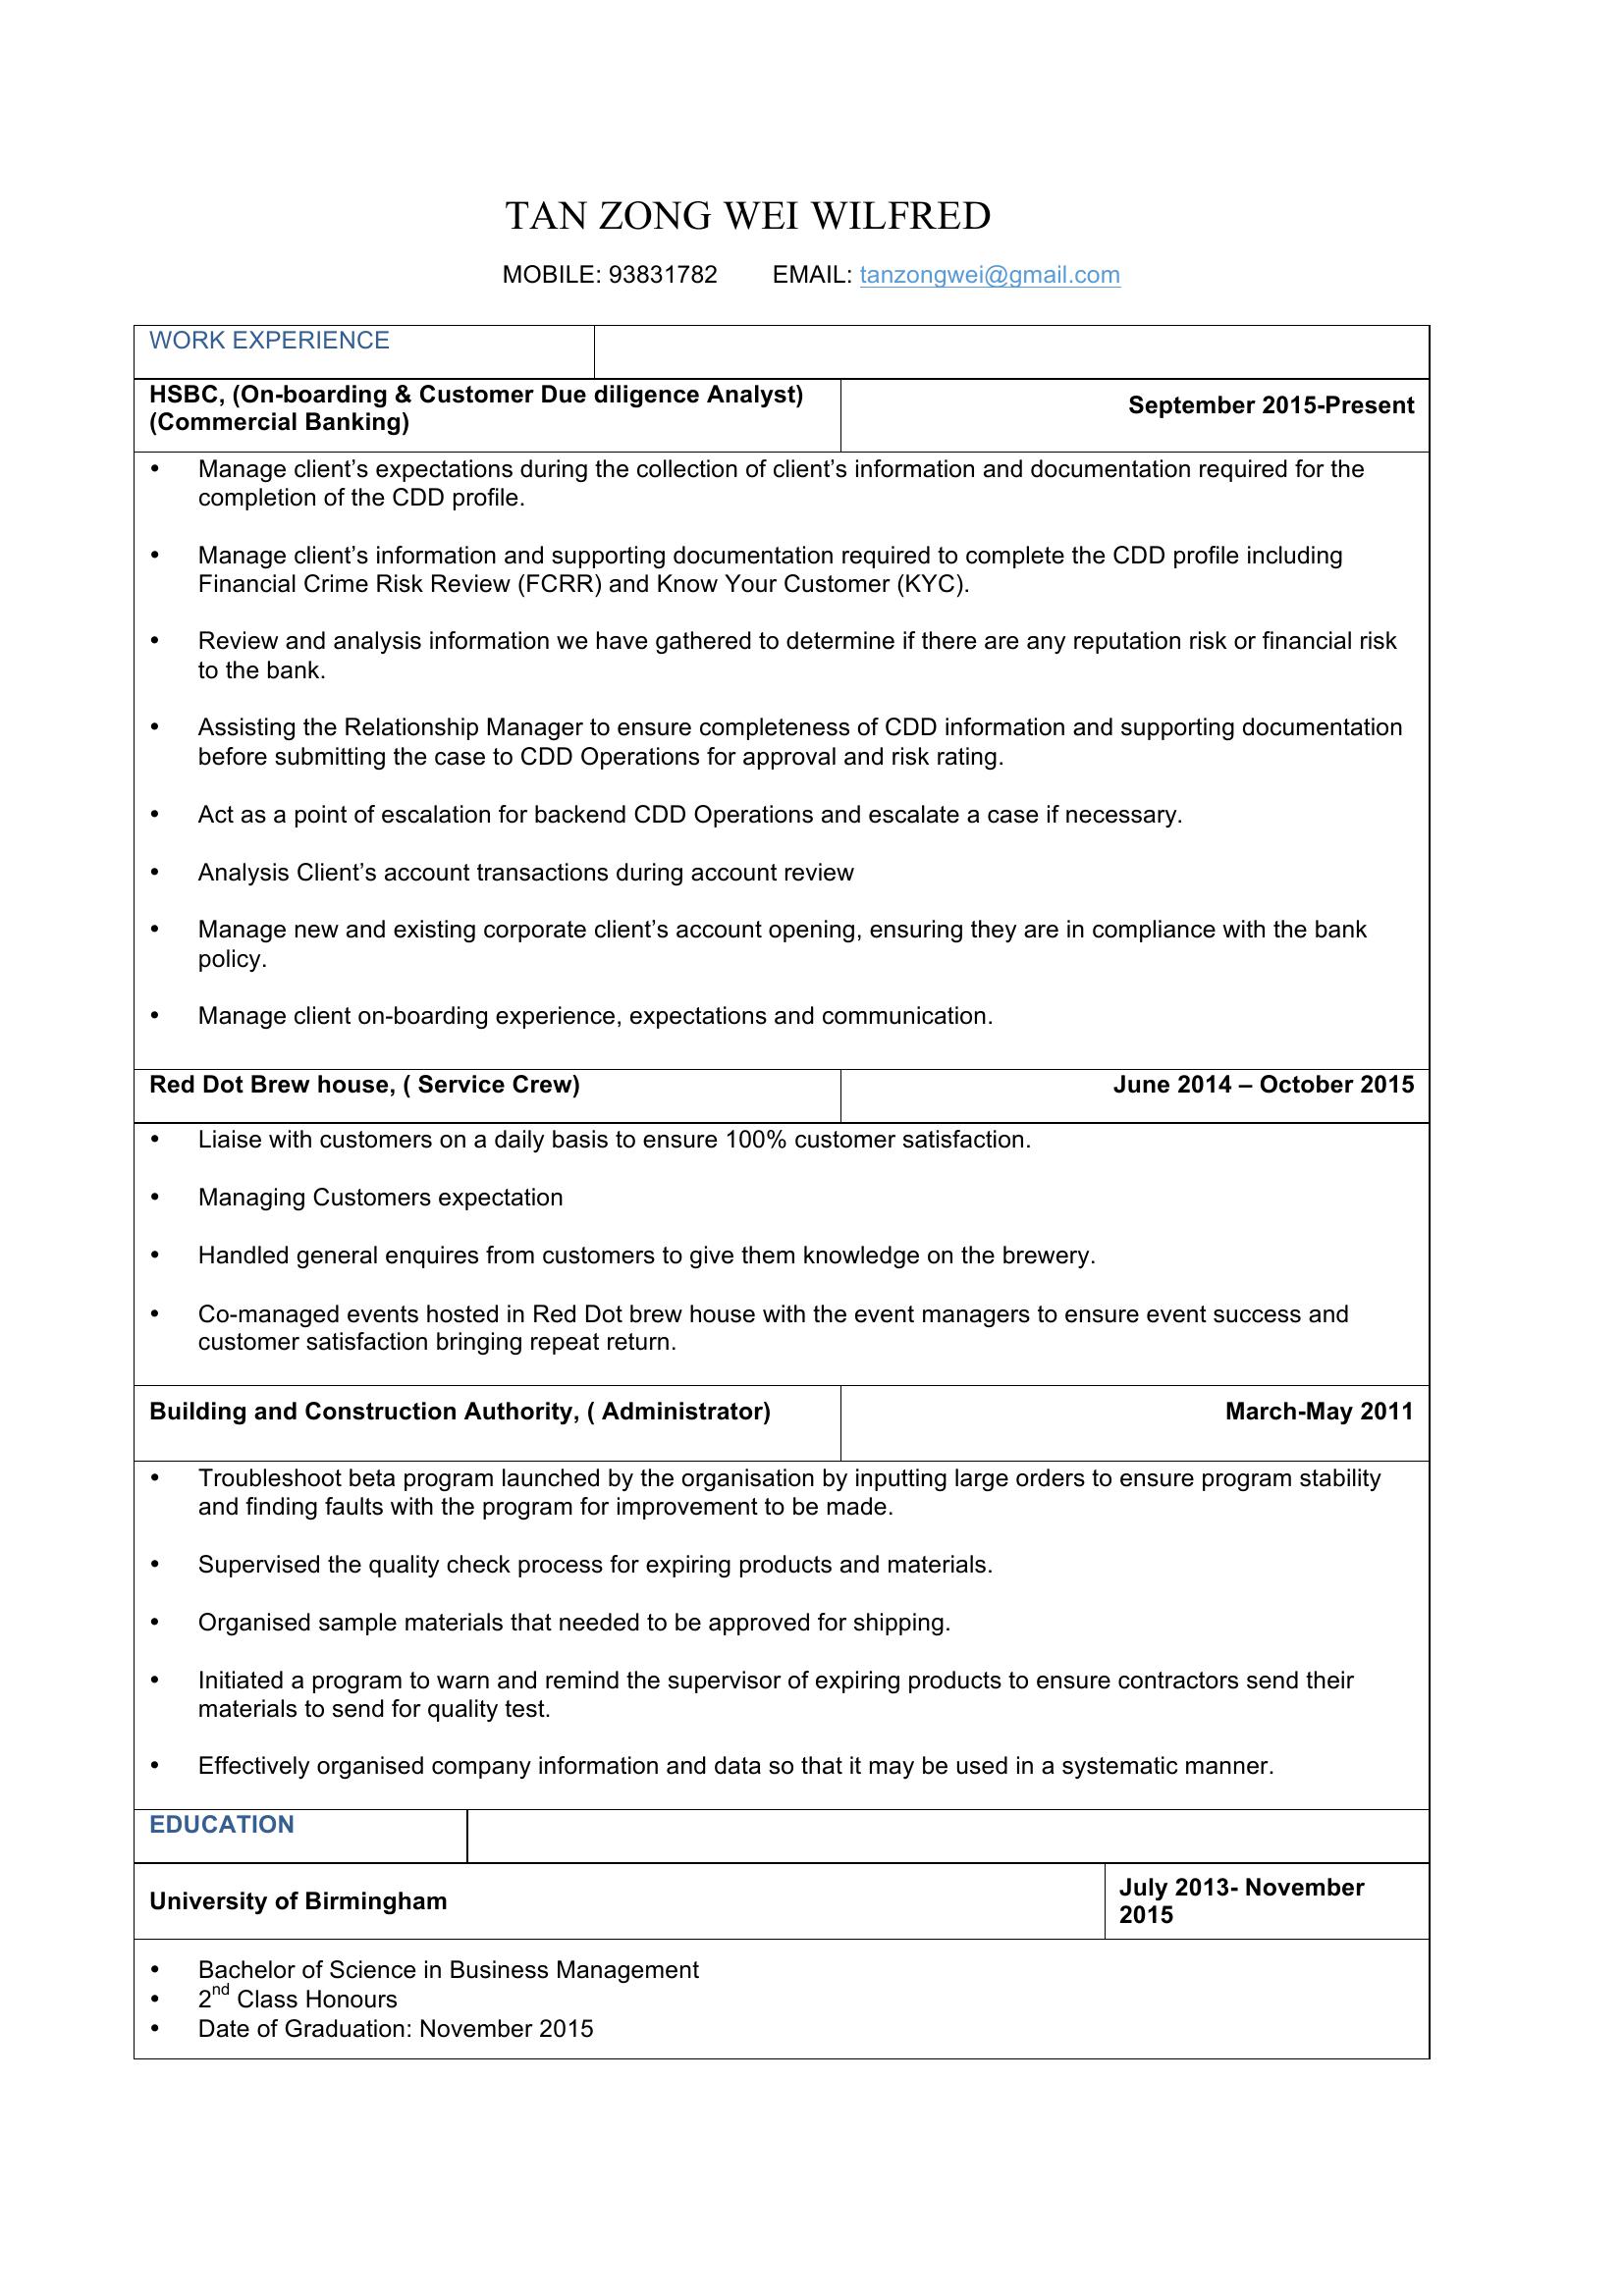 TAN ZONG WEI WILFRED
MOBILE: 93831782 EMAIL: tanzongwei@gmail.com
WORK EXPERIENCE
HSBC, (On-boarding & Customer Due diligence Analyst)
(Commercial Banking)
September 2015-Present
• Manage client’s expectations during the collection of client’s information and documentation required for the
completion of the CDD profile.
• Manage client’s information and supporting documentation required to complete the CDD profile including
Financial Crime Risk Review (FCRR) and Know Your Customer (KYC).
• Review and analysis information we have gathered to determine if there are any reputation risk or financial risk
to the bank.
• Assisting the Relationship Manager to ensure completeness of CDD information and supporting documentation
before submitting the case to CDD Operations for approval and risk rating.
• Act as a point of escalation for backend CDD Operations and escalate a case if necessary.
• Analysis Client’s account transactions during account review
• Manage new and existing corporate client’s account opening, ensuring they are in compliance with the bank
policy.
• Manage client on-boarding experience, expectations and communication.
Red Dot Brew house, ( Service Crew) June 2014 – October 2015
• Liaise with customers on a daily basis to ensure 100% customer satisfaction.
• Managing Customers expectation
• Handled general enquires from customers to give them knowledge on the brewery.
• Co-managed events hosted in Red Dot brew house with the event managers to ensure event success and
customer satisfaction bringing repeat return.
Building and Construction Authority, ( Administrator) March-May 2011
• Troubleshoot beta program launched by the organisation by inputting large orders to ensure program stability
and finding faults with the program for improvement to be made.
• Supervised the quality check process for expiring products and materials.
• Organised sample materials that needed to be approved for shipping.
• Initiated a program to warn and remind the supervisor of expiring products to ensure contractors send their
materials to send for quality test.
• Effectively organised company information and data so that it may be used in a systematic manner.
EDUCATION
University of Birmingham
July 2013- November
2015
• Bachelor of Science in Business Management
• 2nd Class Honours
• Date of Graduation: November 2015